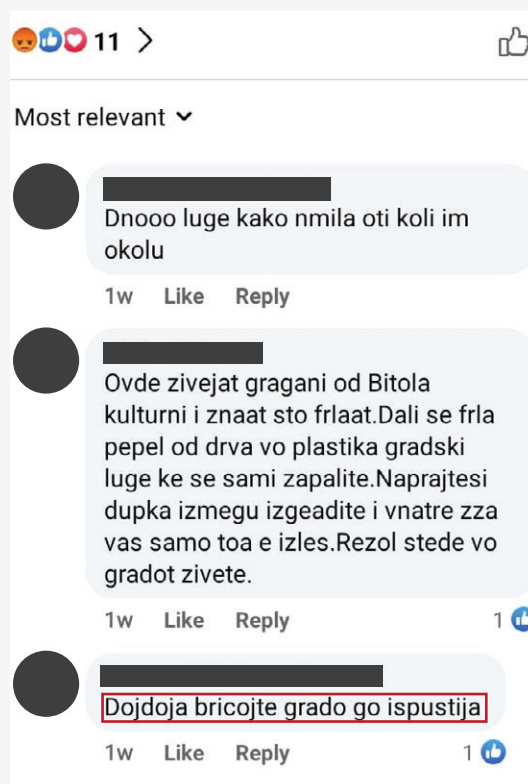 11
Most relevant
Dnooo luge kako nmila oti koli im
okolu
1w Like Reply
Ovde zivejat gragani od Bitola
kulturni i znaat sto frlaat.Dali se frla
pepel od drva vo plastika gradski
luge ke se sami zapalite.Naprajtesi
dupka izmegu izgeadite i vnatre zza
vas samo toa e izles.Rezol stede vo
gradot zivete.
1w Like Reply 1
Dojdoja bricojte grado go ispustija
1w Like Reply 1